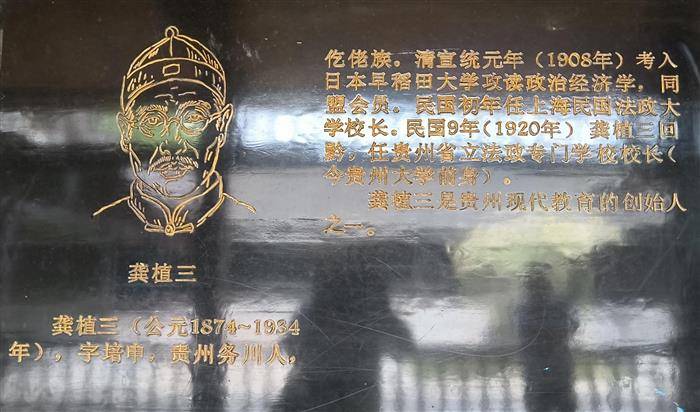 龚植三
龚植三（公元1874~1934
年），字培申，贵州务川人，
仡佬族。清宣统元年（1908年）考入
日本早稻田大学攻读政治经济学，同
盟会员。民国初年任上海民国法政大
学校长。民国9年（1920年）龚植三回
黔，任贵州省立法政专门学校校长（
今贵州大学前身）。
龚植三是贵州现代教育的创始人
之一。